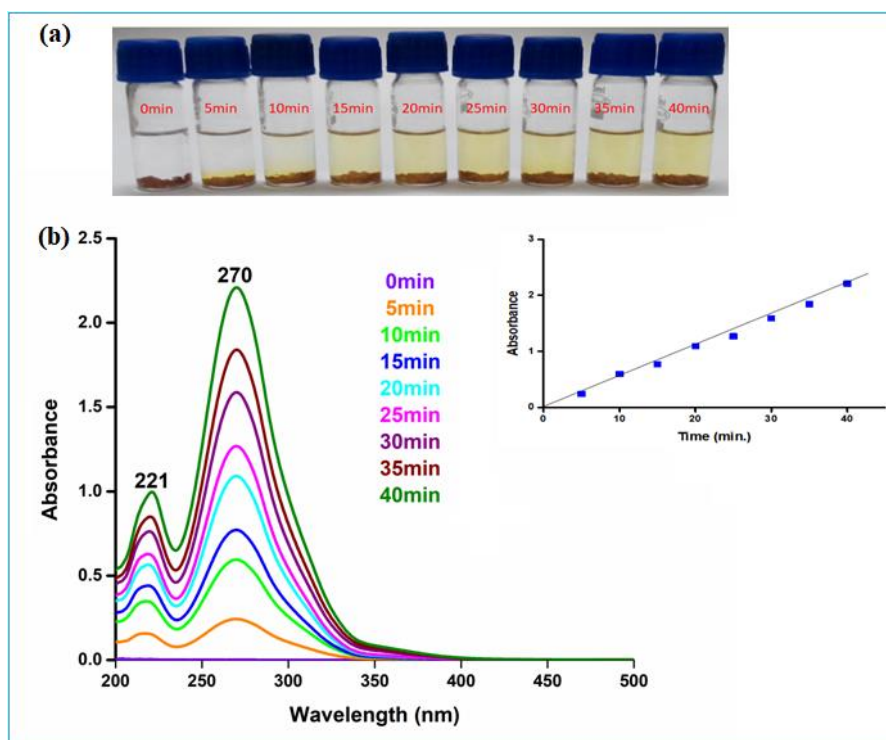 (a)
0min 5min 10min 15min 20min 25min 30min 35min 40min
(b)
2.5
2.0
1.5
1.0
0.5
0.0
Absorbance
221
270
0min
5min
10min
15min
20min
25min
30min
35min
40min
200 250 300 350 400 450 500
Wavelength (nm)
3
2
1
0
Absorbance
0 10 20 30 40
Time (min.)